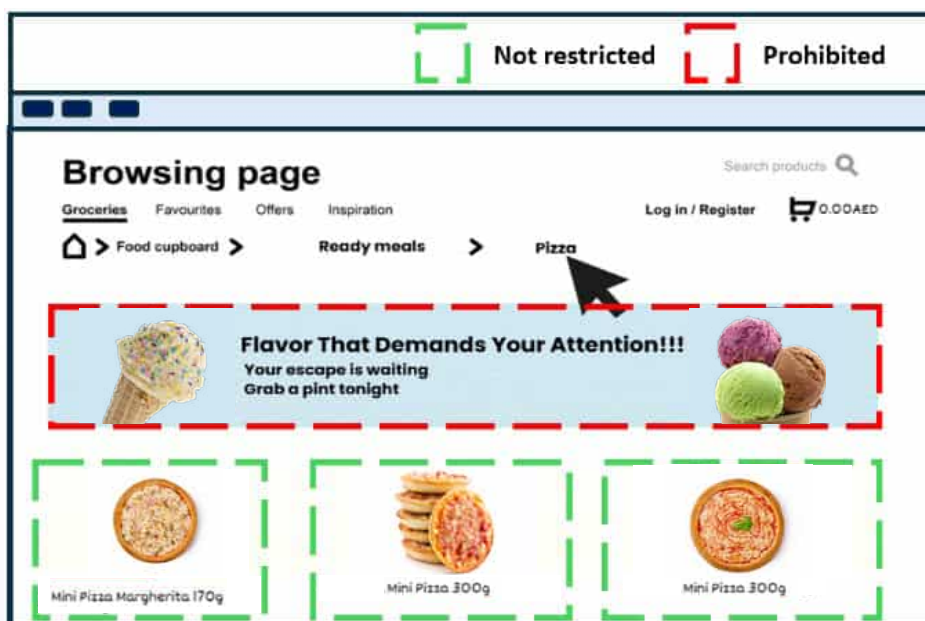 Not restricted Prohibited
Browsing page
Search products
Groceries Favourites Offers Inspiration Log in / Register 0.00AED
Food cupboard Ready meals Pizza
Flavor That Demands Your Attention!!!
Your escape is waiting
Grab a pint tonight
Mini Pizza Margherita 170g Mini Pizza 300g Mini Pizza 300g